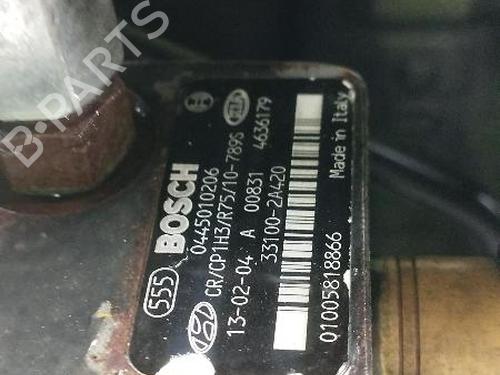 B-PARTS
555 BOSCH
0445010206
CR/CP1H3/R75/10-789S
13-02-04 A 00831 4636179
33100-2A420
Q1005818866 Made in Italy